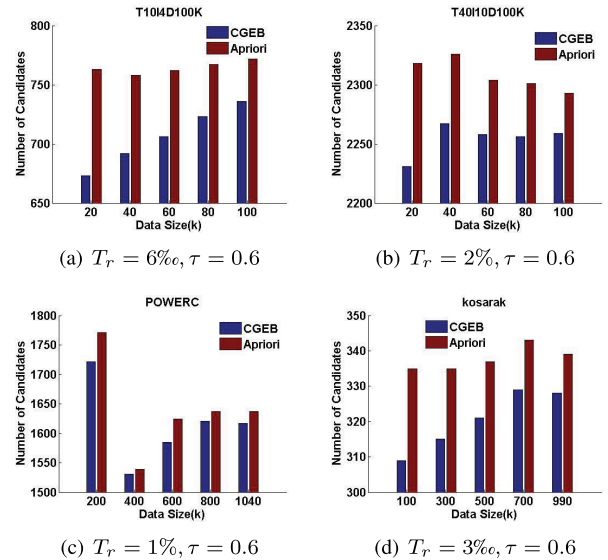 T10I4D100K
CGEB
Apriori
Number of Candidates
800
750
700
650
20 40 60 80 100
Data Size(k)
(a) T_r = 6‰, τ = 0.6
T40I10D100K
CGEB
Apriori
Number of Candidates
2350
2300
2250
2200
20 40 60 80 100
Data Size(k)
(b) T_r = 2%, τ = 0.6
POWERC
CGEB
Apriori
Number of Candidates
1800
1750
1700
1650
1600
1550
1500
200 400 600 800 1040
Data Size(k)
(c) T_r = 1%, τ = 0.6
kosarak
CGEB
Apriori
Number of Candidates
350
340
330
320
310
300
100 300 500 700 990
Data Size(k)
(d) T_r = 3‰, τ = 0.6